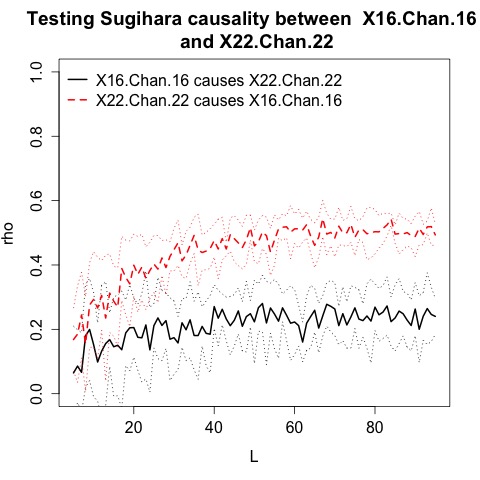 Testing Sugihara causality between  X16.Chan.16
and X22.Chan.22
X16.Chan.16 causes X22.Chan.22
X22.Chan.22 causes X16.Chan.16
1.0
0.8
0.6
0.4
0.2
0.0
rho
20 40 60 80
L